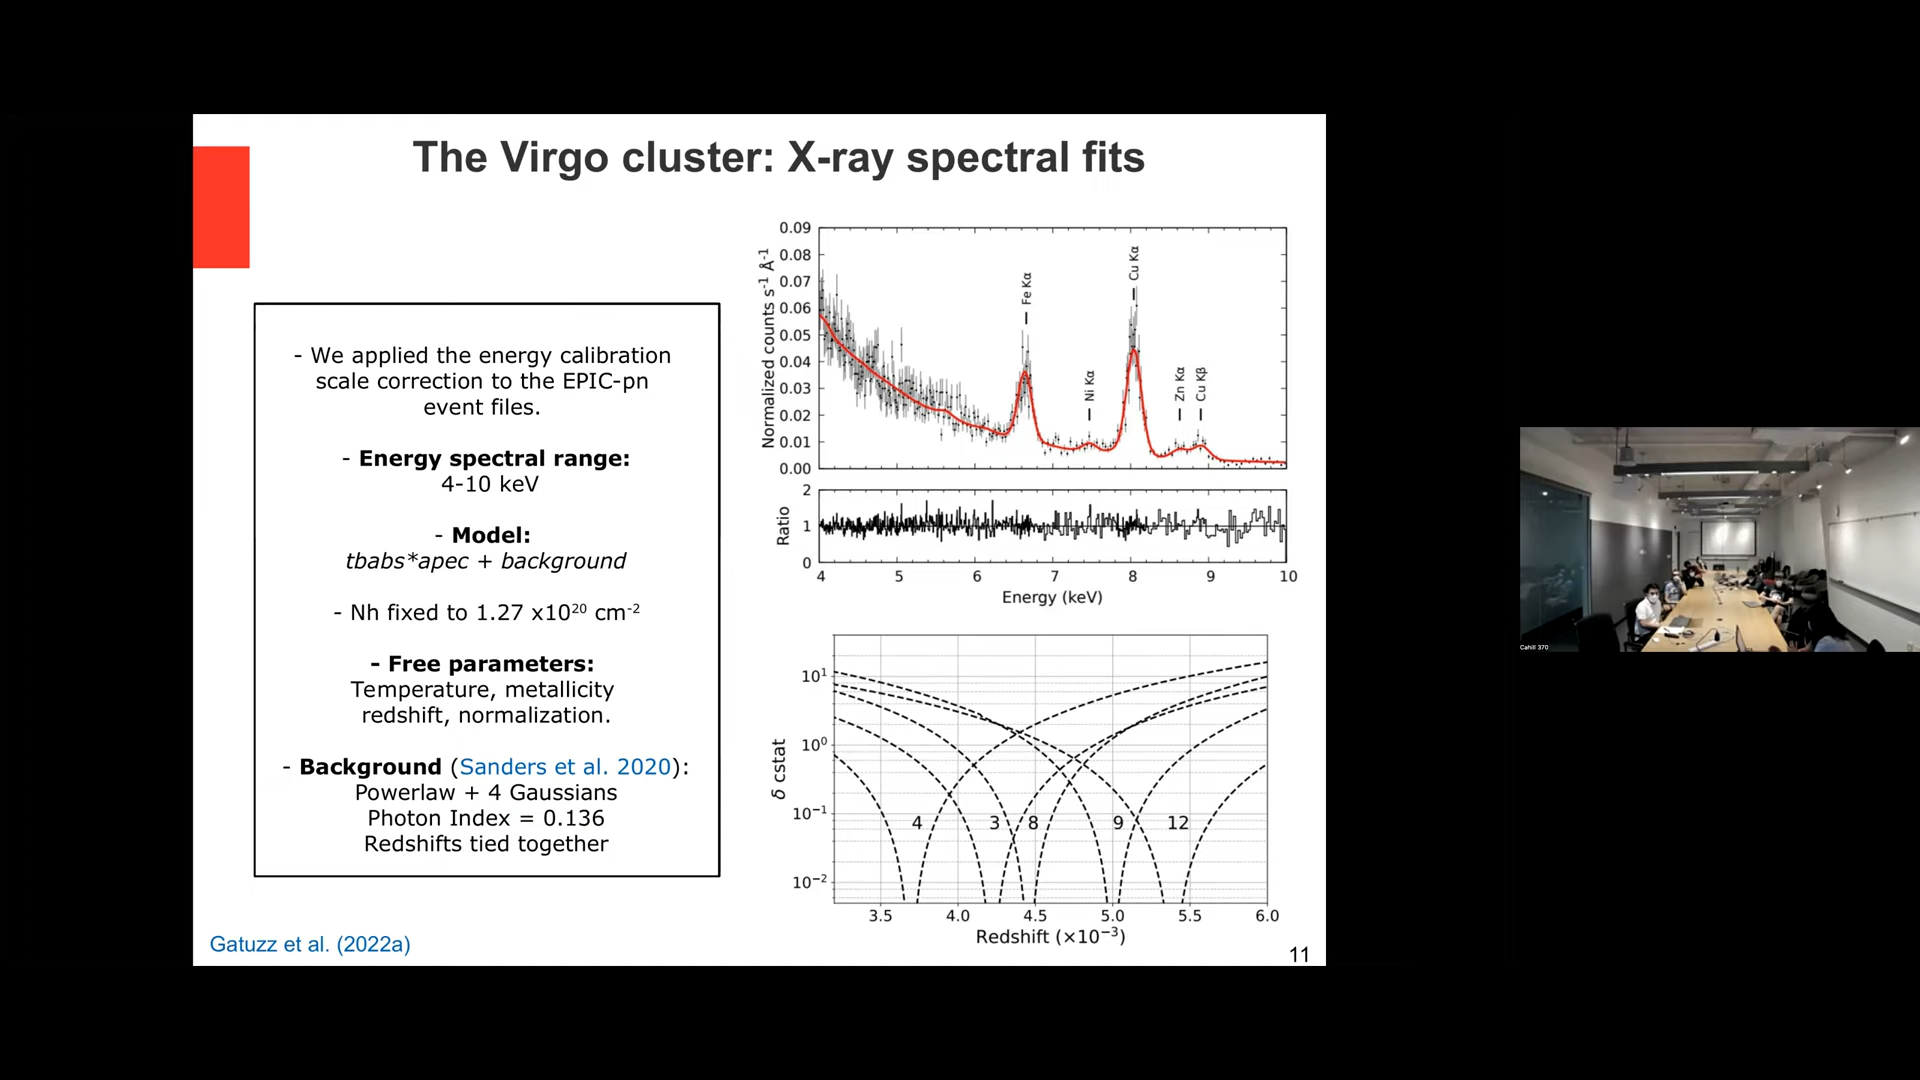 The Virgo cluster: X-ray spectral fits
- We applied the energy calibration
scale correction to the EPIC-pn
event files.
- Energy spectral range:
4-10 keV
- Model:
tbabs*apec + background
- Nh fixed to 1.27 x10²⁰ cm⁻²
- Free parameters:
Temperature, metallicity
redshift, normalization.
- Background (Sanders et al. 2020):
Powerlaw + 4 Gaussians
Photon Index = 0.136
Redshifts tied together
Gatuzz et al. (2022a)
Normalized counts s⁻¹ Å⁻¹
0.09
0.08
0.07
0.06
0.05
0.04
0.03
0.02
0.01
0.00
Fe Kα
Ni Kα
Cu Kα
Zn Kα
Cu Kβ
Ratio
2
1
0
4 5 6 7 8 9 10
Energy (keV)
δ cstat
10¹
10⁰
10⁻¹
10⁻²
4 3 8 9 12
3.5 4.0 4.5 5.0 5.5 6.0
Redshift (×10⁻³)
11
Cahill 370